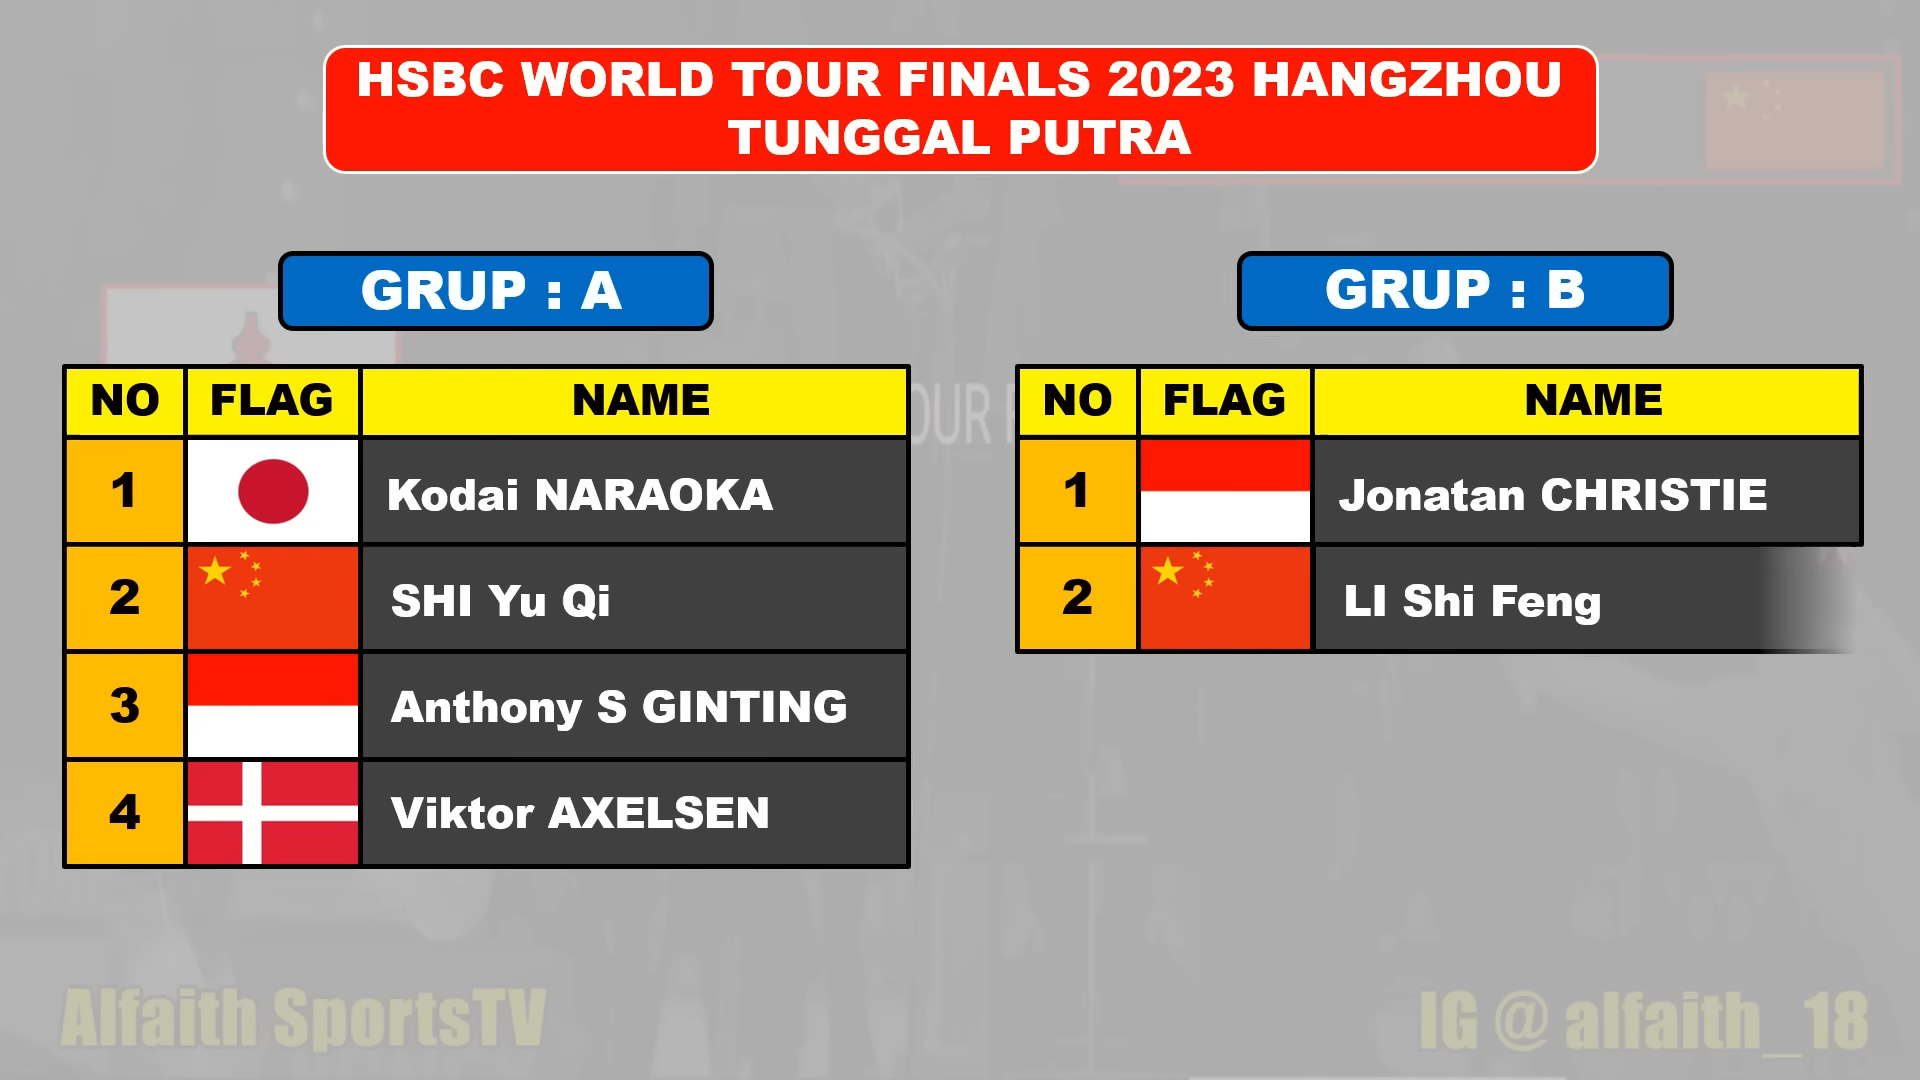 HSBC WORLD TOUR FINALS 2023 HANGZHOU
TUNGGAL PUTRA
GRUP : A
NO FLAG NAME
1 Kodai NARAOKA
2 SHI Yu Qi
3 Anthony S GINTING
4 Viktor AXELSEN
GRUP : B
NO FLAG NAME
1 Jonatan CHRISTIE
2 LI Shi Feng
OUR
Alfaith SportsTV
IG @ alfaith_18